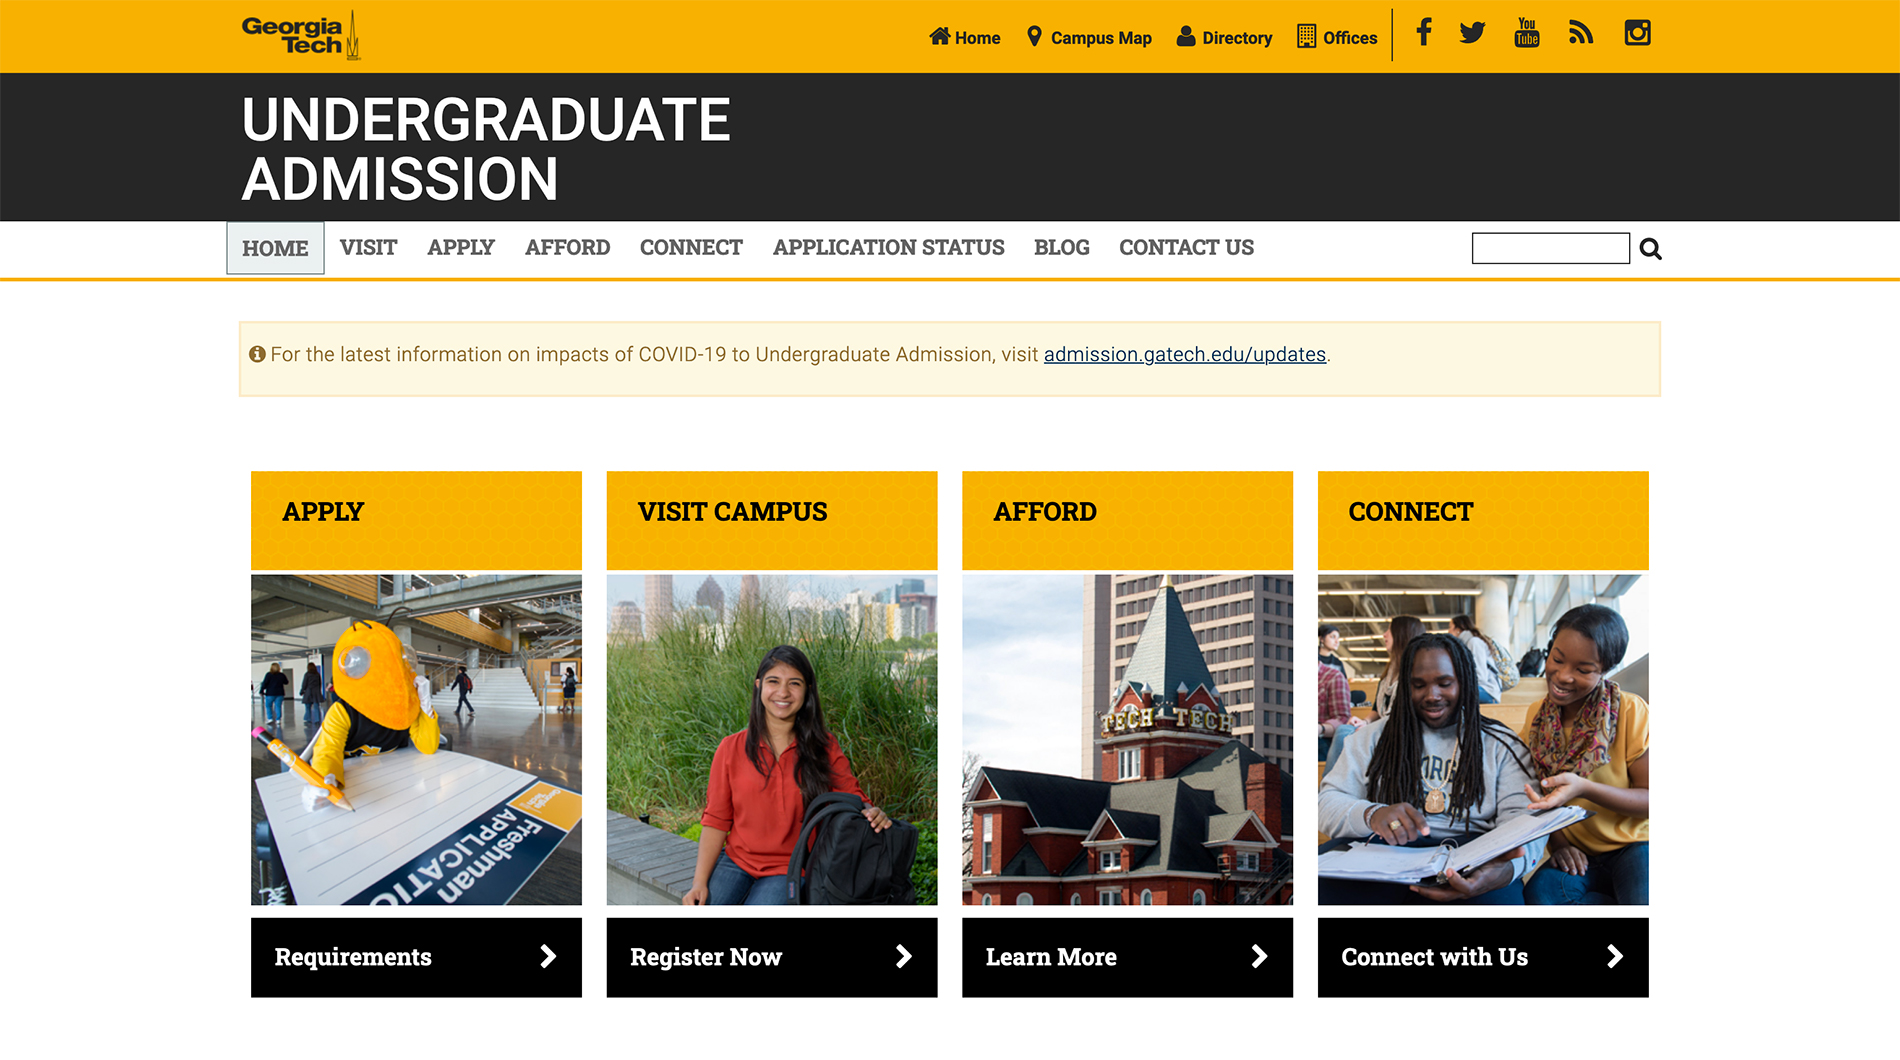 Georgia
Tech
Home
Campus Map
Directory
Offices
You
Tube
UNDERGRADUATE
ADMISSION
HOME
VISIT
APPLY
AFFORD
CONNECT
APPLICATION STATUS
BLOG
CONTACT US
For the latest information on impacts of COVID-19 to Undergraduate Admission, visit admission.gatech.edu/updates.
APPLY
VISIT CAMPUS
AFFORD
CONNECT
Georgia
Tech
Freshman
APPLICATIO
TECH TECH
Requirements
Register Now
Learn More
Connect with Us